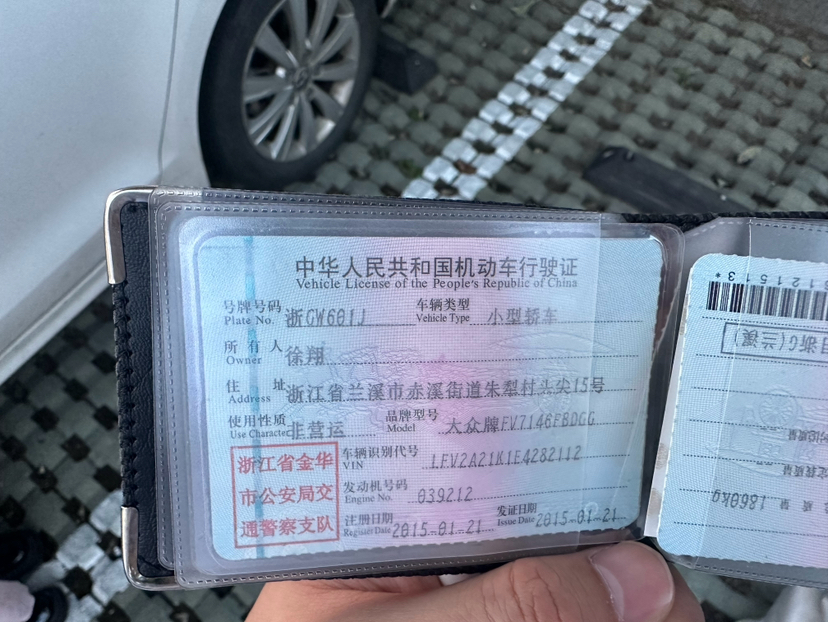 中华人民共和国机动车行驶证
Vehicle License of the People's Republic of China
号牌号码 浙GW601J 车辆类型 小型轿车
Plate No. Vehicle Type
所有人 徐翔
Owner
住址 浙江省兰溪市赤溪街道朱犁村头尖15号
Address
使用性质 非营运 品牌型号 大众牌FV7146FBDGG
Use Character Model
浙江省金华
市公安局交
通警察支队
车辆识别代号 LFV2A21K1E4282112
VIN
发动机号码 039212
Engine No.
注册日期 2015-01-21 发证日期 2015-01-21
Register Date Issue Date
1860kg